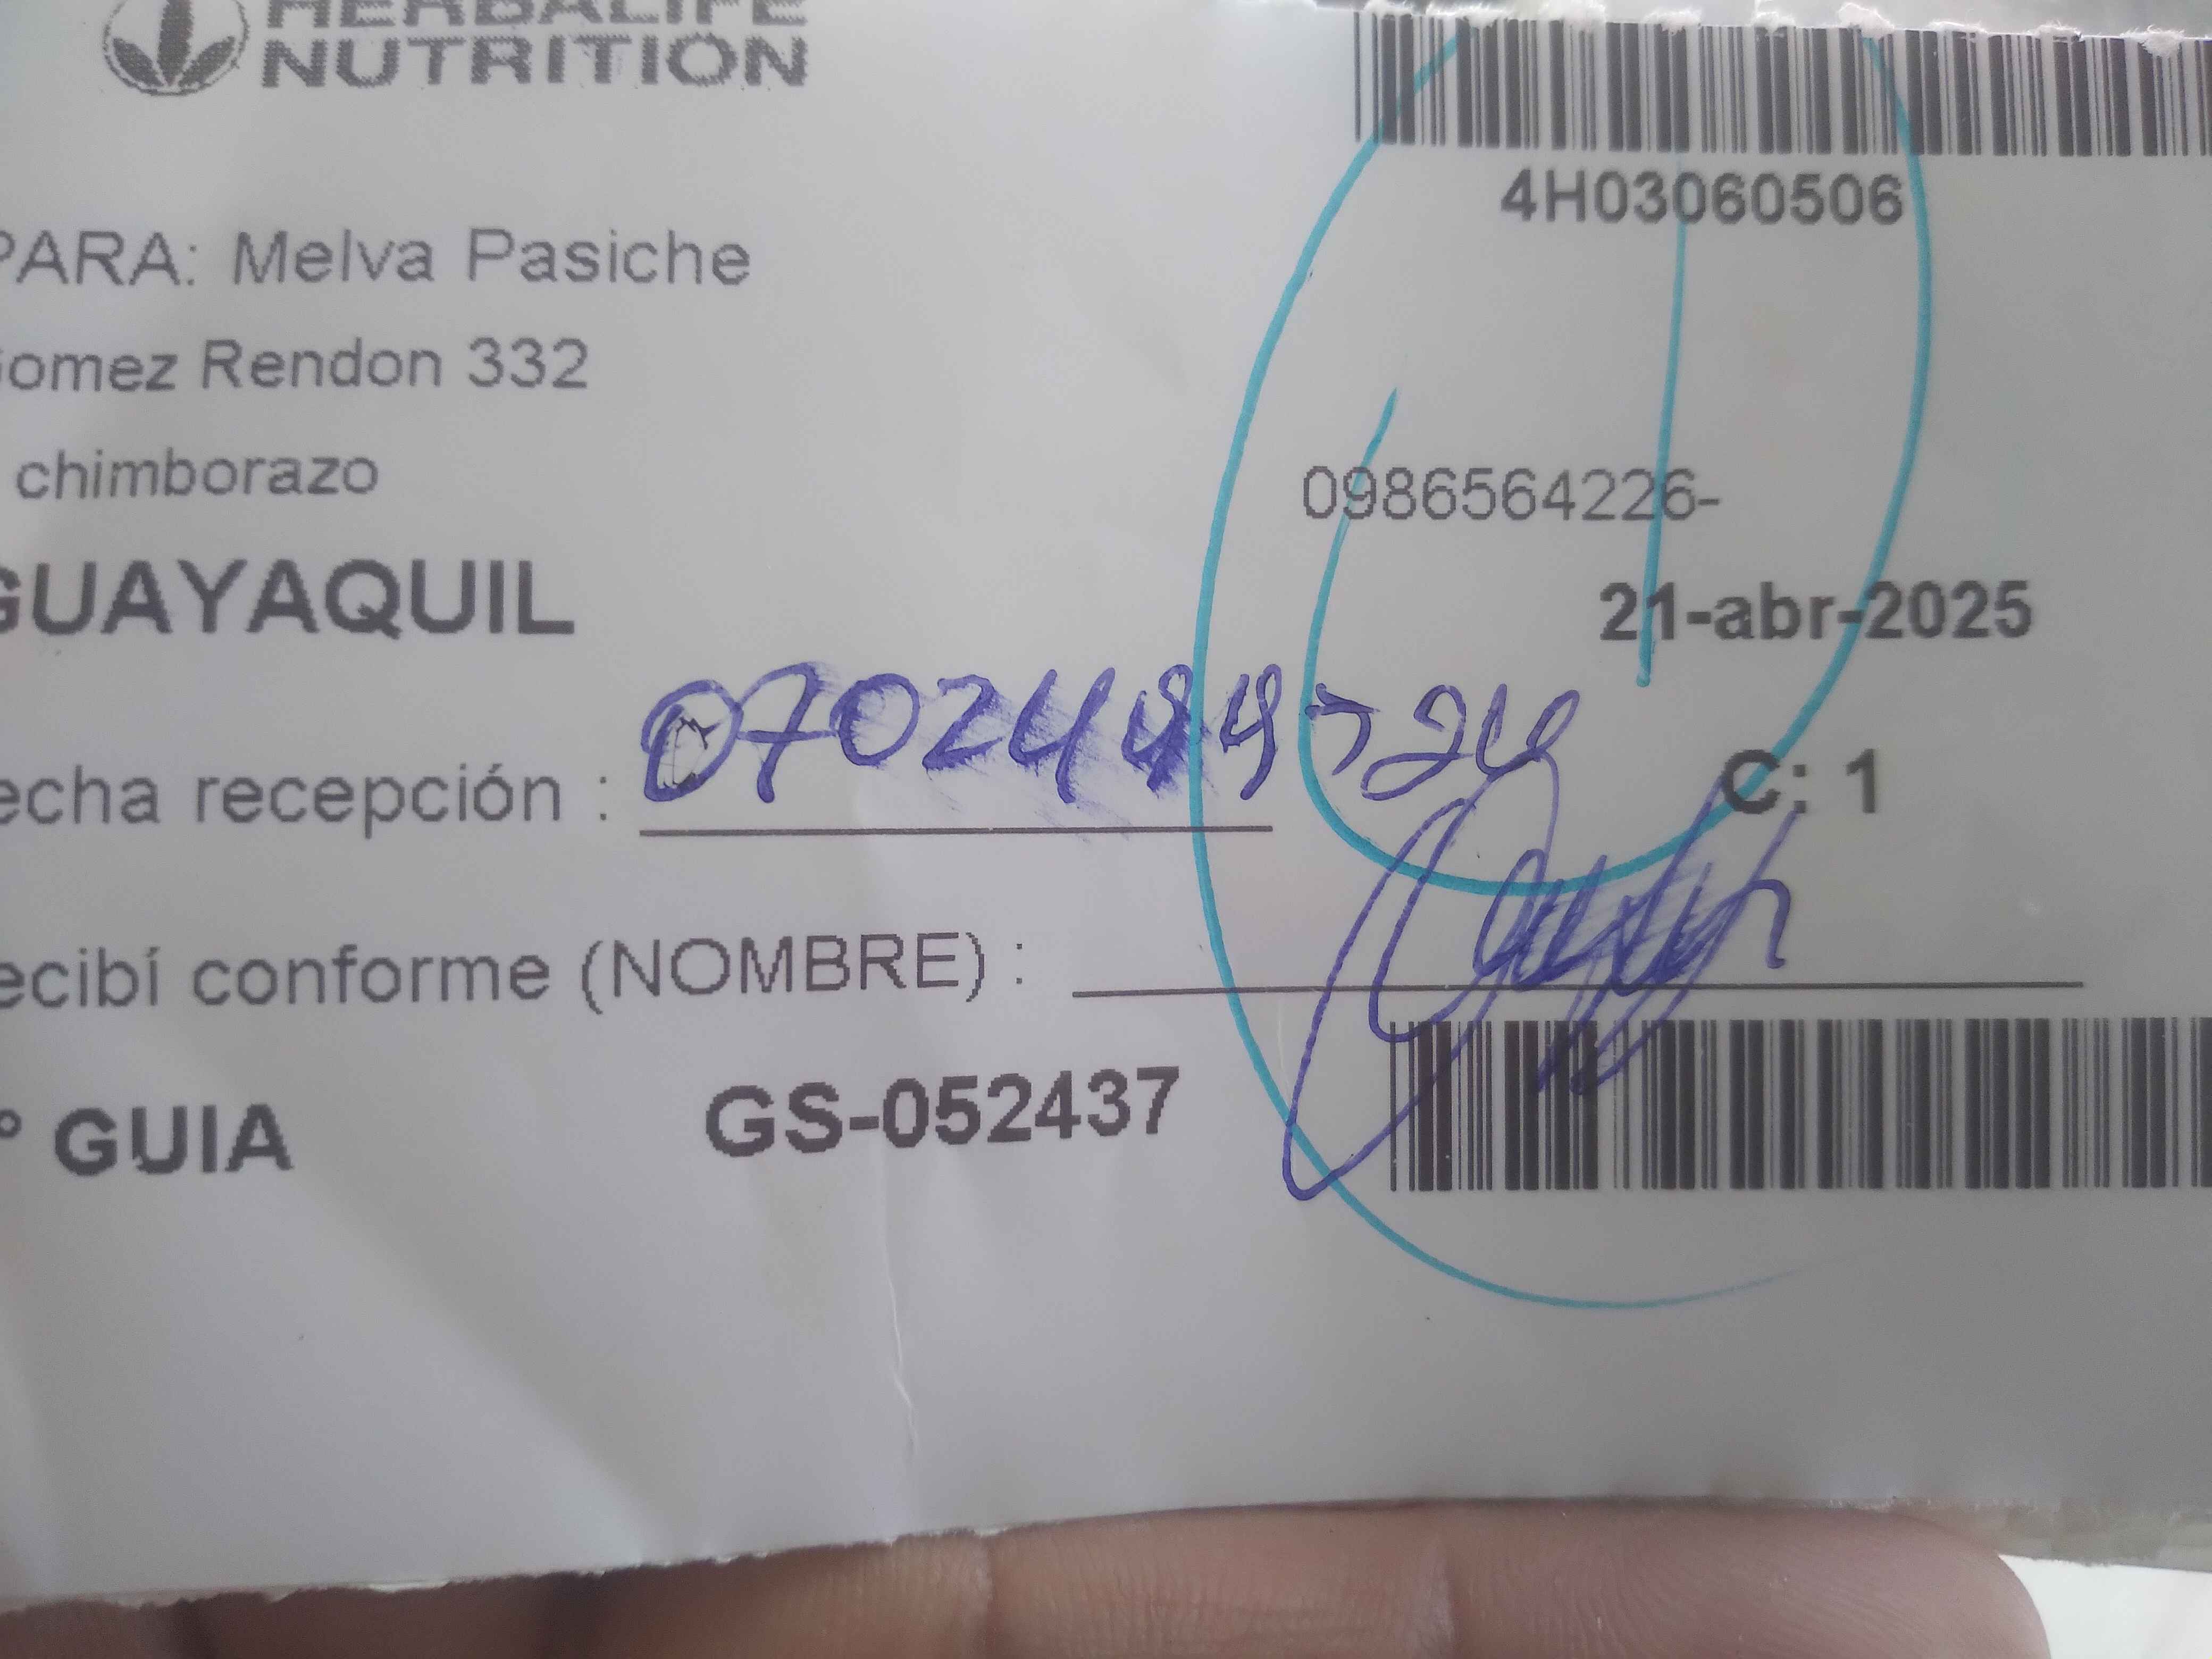 HERBALIFE
NUTRITION
4H03060506
PARA: Melva Pasiche
Gomez Rendon 332
chimborazo
0986564226-
GUAYAQUIL
21-abr-2025
echa recepción :
C: 1
ecibí conforme (NOMBRE) :
° GUIA GS-052437